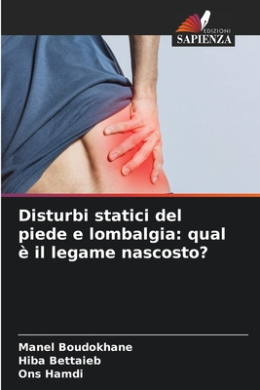 EDIZIONI
SAPIENZA
Disturbi statici del
piede e lombalgia: qual
è il legame nascosto?
Manel Boudokhane
Hiba Bettaieb
Ons Hamdi